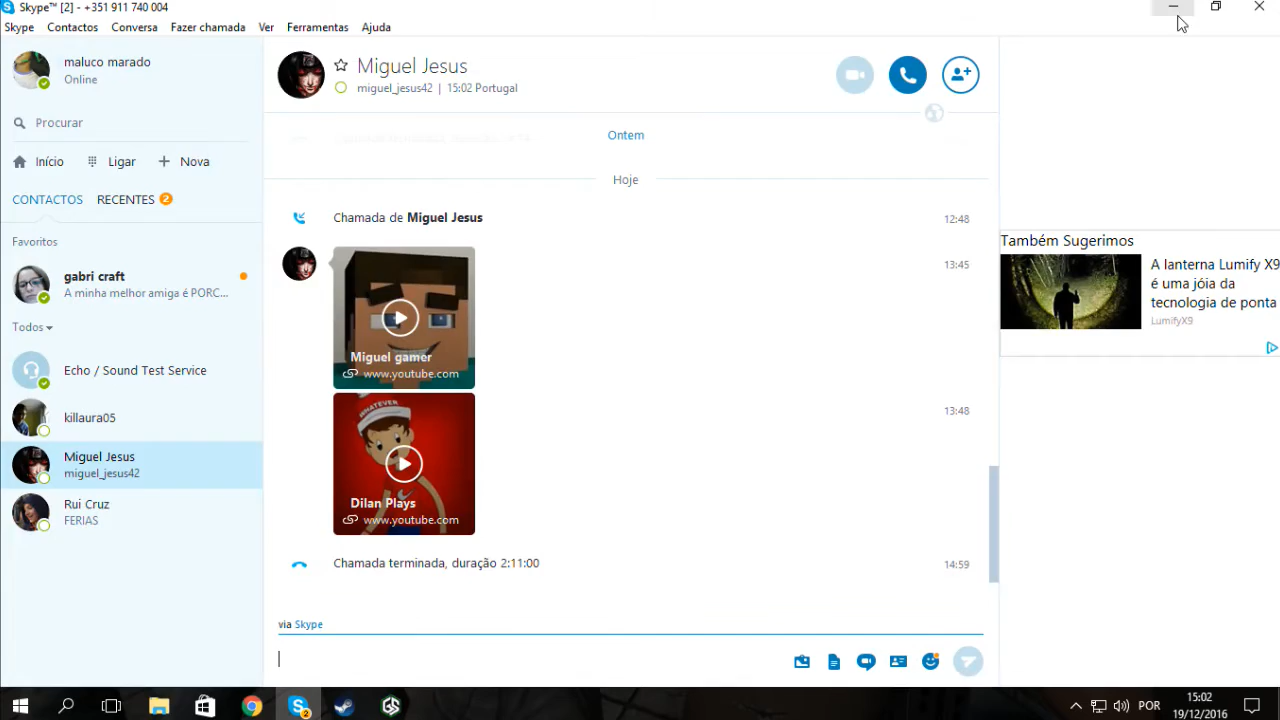 Skype™ [2] - +351 911 740 004
Skype Contactos Conversa Fazer chamada Ver Ferramentas Ajuda
maluco marado
Online
Procurar
Início Ligar Nova
CONTACTOS RECENTES 2
Favoritos
gabri craft
A minha melhor amiga é PORC...
Todos
Echo / Sound Test Service
killaura05
Miguel Jesus
miguel_jesus42
Rui Cruz
FERIAS
Miguel Jesus
miguel_jesus42 | 15:02 Portugal
Ontem
Hoje
Chamada de Miguel Jesus 12:48
13:45
Miguel gamer
www.youtube.com
13:48
WHATEVER
Dilan Plays
www.youtube.com
Chamada terminada, duração 2:11:00 14:59
via Skype
Também Sugerimos
A lanterna Lumify X9
é uma jóia da
tecnologia de ponta
LumifyX9
2
GS
POR
15:02
19/12/2016